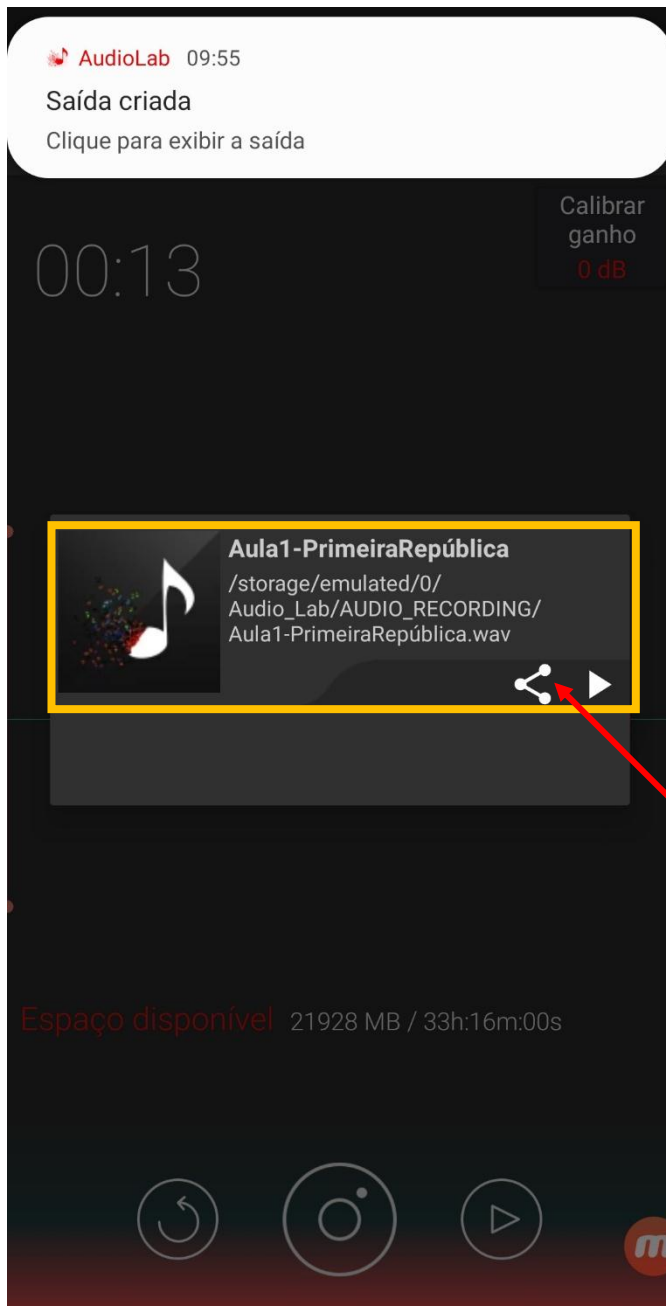 AudioLab 09:55
Saída criada
Clique para exibir a saída
Calibrar
ganho
00:13
0 dB
Aula1-PrimeiraRepública
/storage/emulated/0/
Audio_Lab/AUDIO_RECORDING/
Aula1-PrimeiraRepública.wav
Espaço disponível 21928 MB / 33h:16m:00s
m